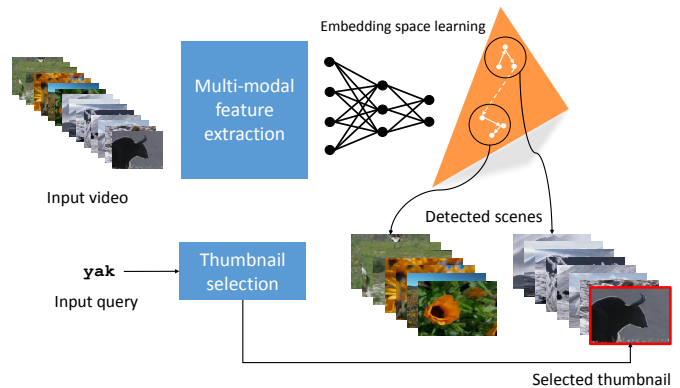 Embedding space learning
Multi-modal
feature
extraction
Input video
Detected scenes
yak
Thumbnail
selection
Input query
Selected thumbnail